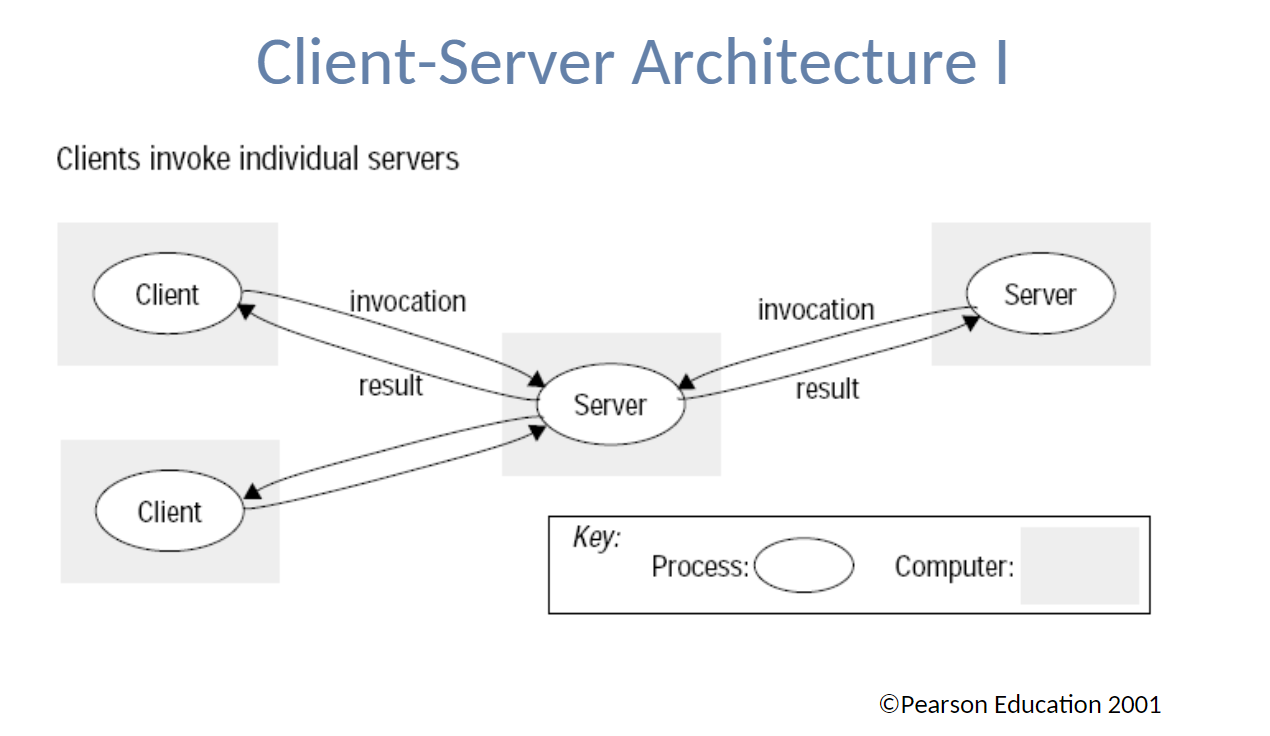 Client-Server Architecture I
Clients invoke individual servers
Client
invocation
result
Server
invocation
result
Server
Client
Key:
Process:
Computer:
©Pearson Education 2001